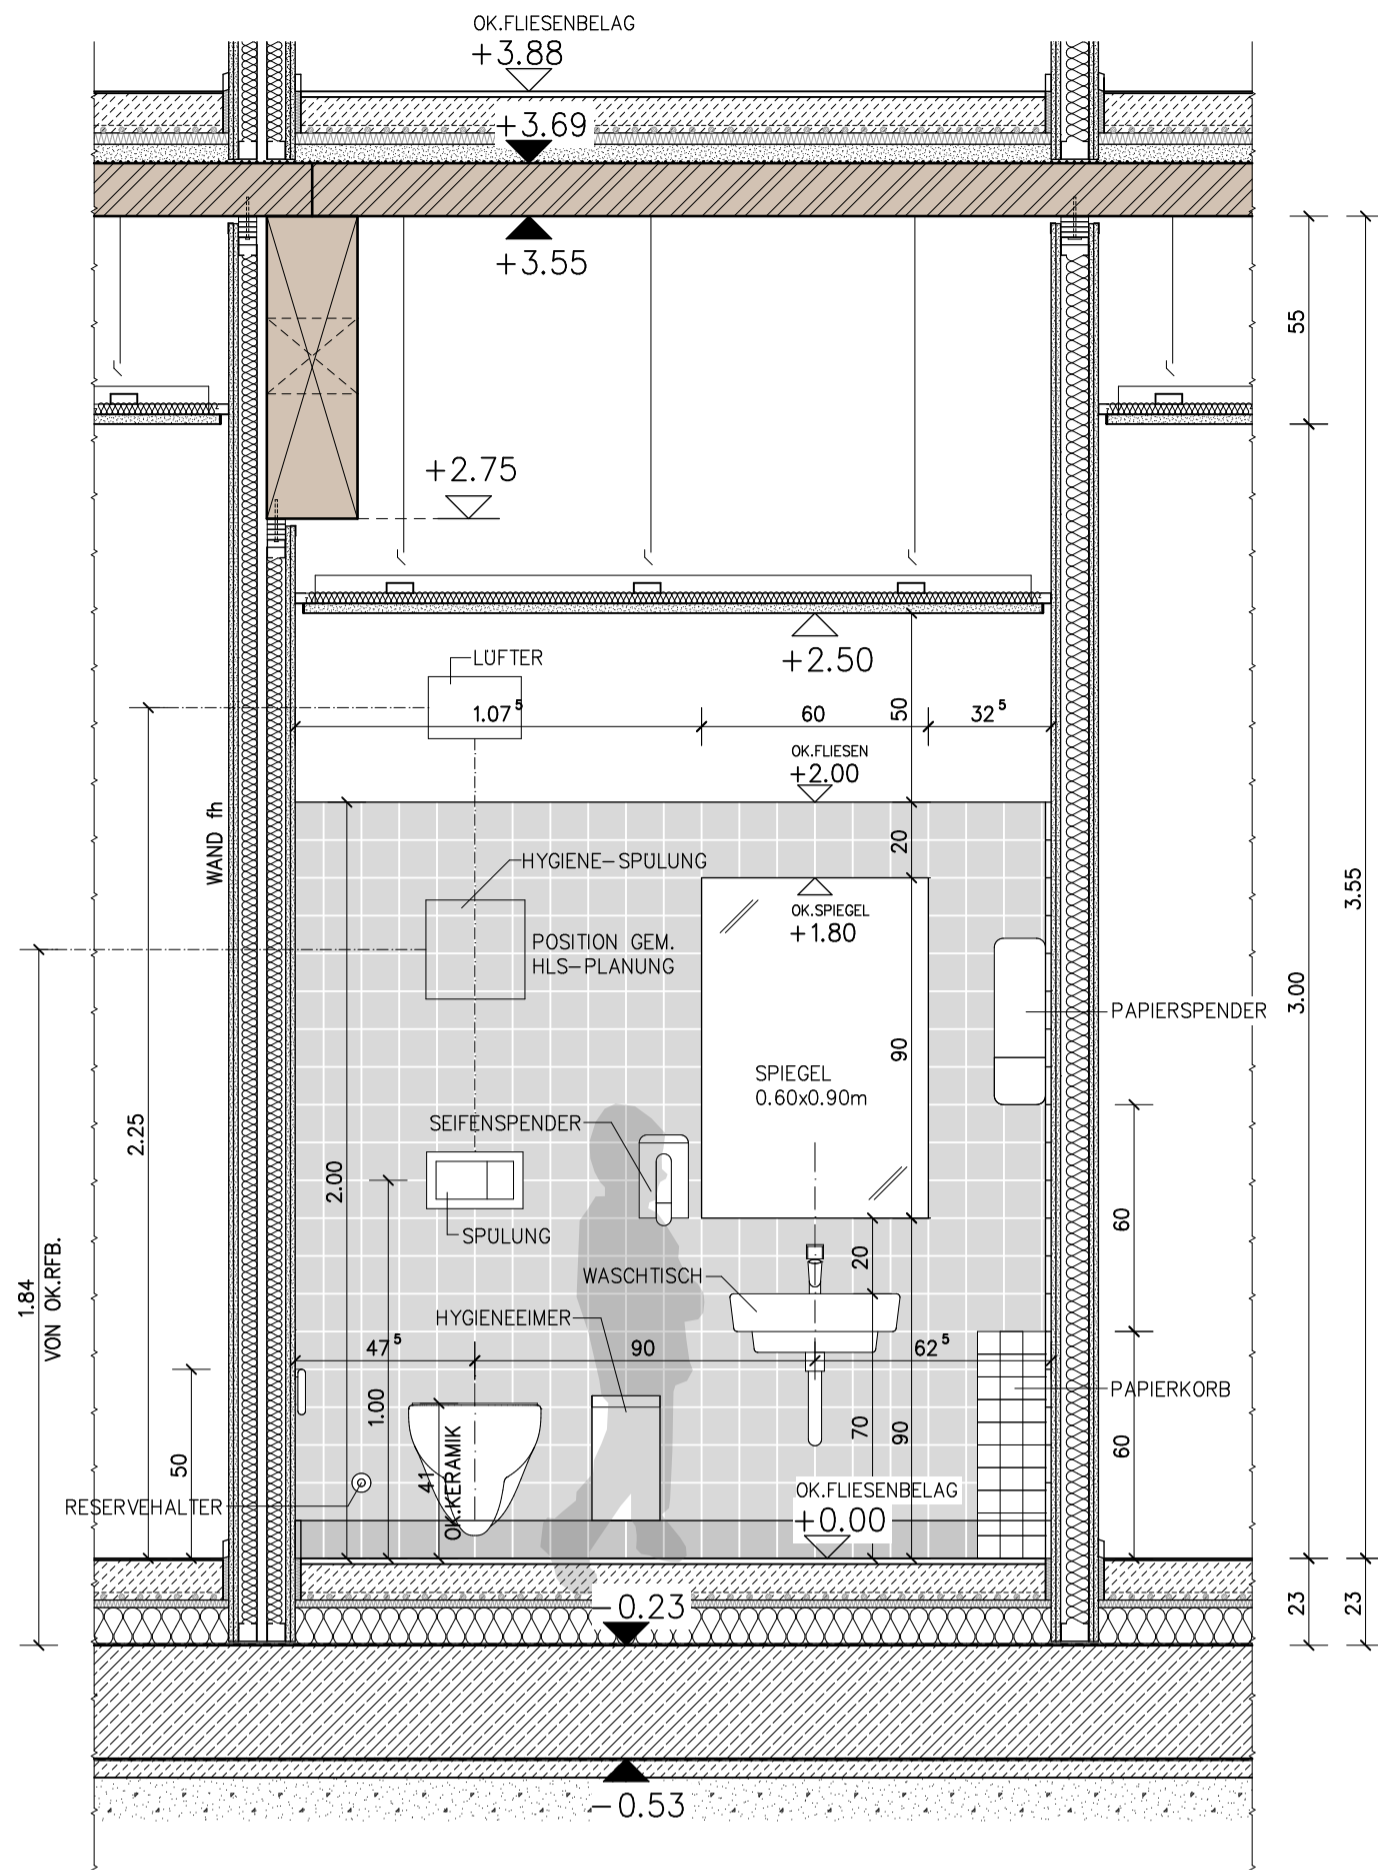 OK.FLIESENBELAG
+3.88
+3.69
+3.55
55
+2.75
+2.50
LÜFTER
1.07⁵
60
50
32⁵
OK.FLIESEN
+2.00
WAND fh
20
HYGIENE-SPÜLUNG
OK.SPIEGEL
+1.80
3.55
POSITION GEM.
HLS-PLANUNG
3.00
PAPIERSPENDER
90
SPIEGEL
0.60x0.90m
SEIFENSPENDER
2.25
2.00
60
SPÜLUNG
20
1.84
VON OK.RFB.
WASCHTISCH
HYGIENEEIMER
47⁵
90
62⁵
PAPIERKORB
1.00
41
OK.KERAMIK
70
90
60
50
RESERVEHALTER
OK.FLIESENBELAG
+0.00
-0.23
23
23
-0.53